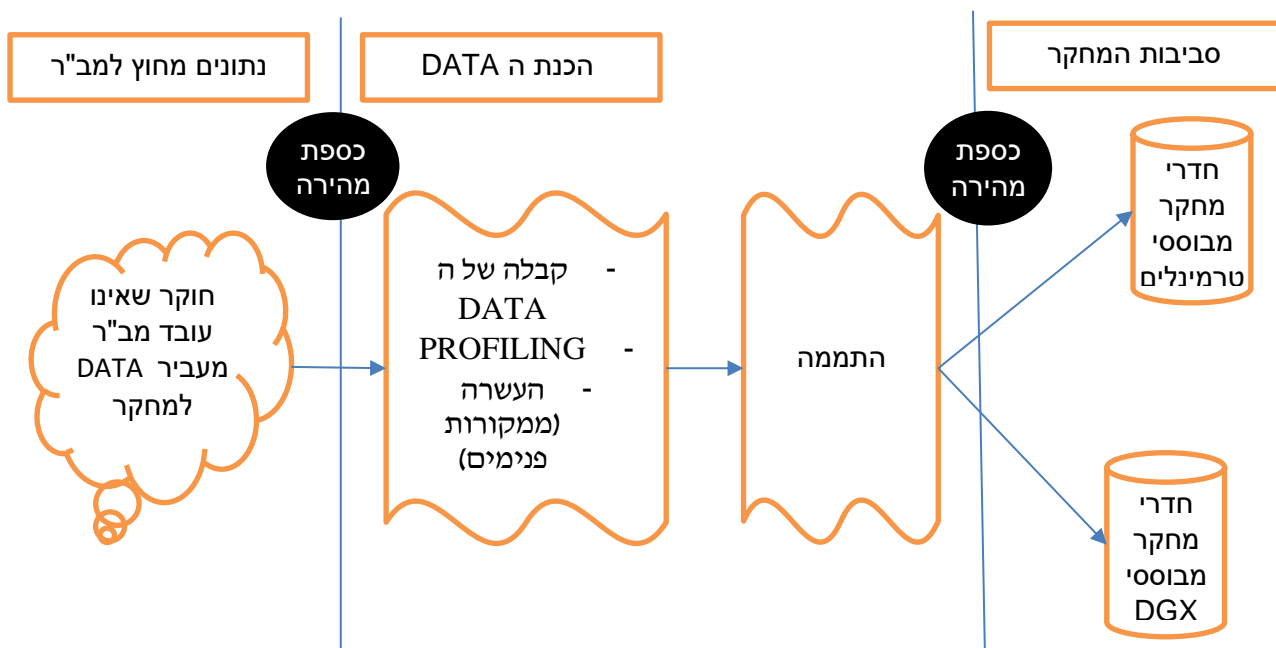 סביבות המחקר
הכנת ה DATA
נתונים מחוץ למב"ר
כספת
מהירה
כספת
מהירה
חוקר שאינו
עובד מב"ר
מעביר DATA
למחקר
- קבלה של ה
DATA
- PROFILING
- העשרה
(ממקורות
פנימים)
התממה
חדרי
מחקר
מבוססי
טרמינלים
חדרי
מחקר
מבוססי
DGX